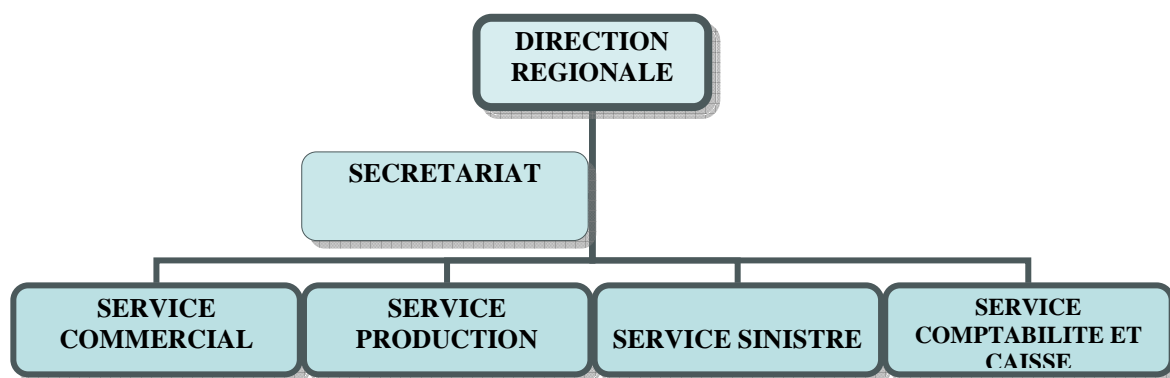 DIRECTION
REGIONALE
SECRETARIAT
SERVICE
COMMERCIAL
SERVICE
PRODUCTION
SERVICE SINISTRE
SERVICE
COMPTABILITE ET
CAISSE